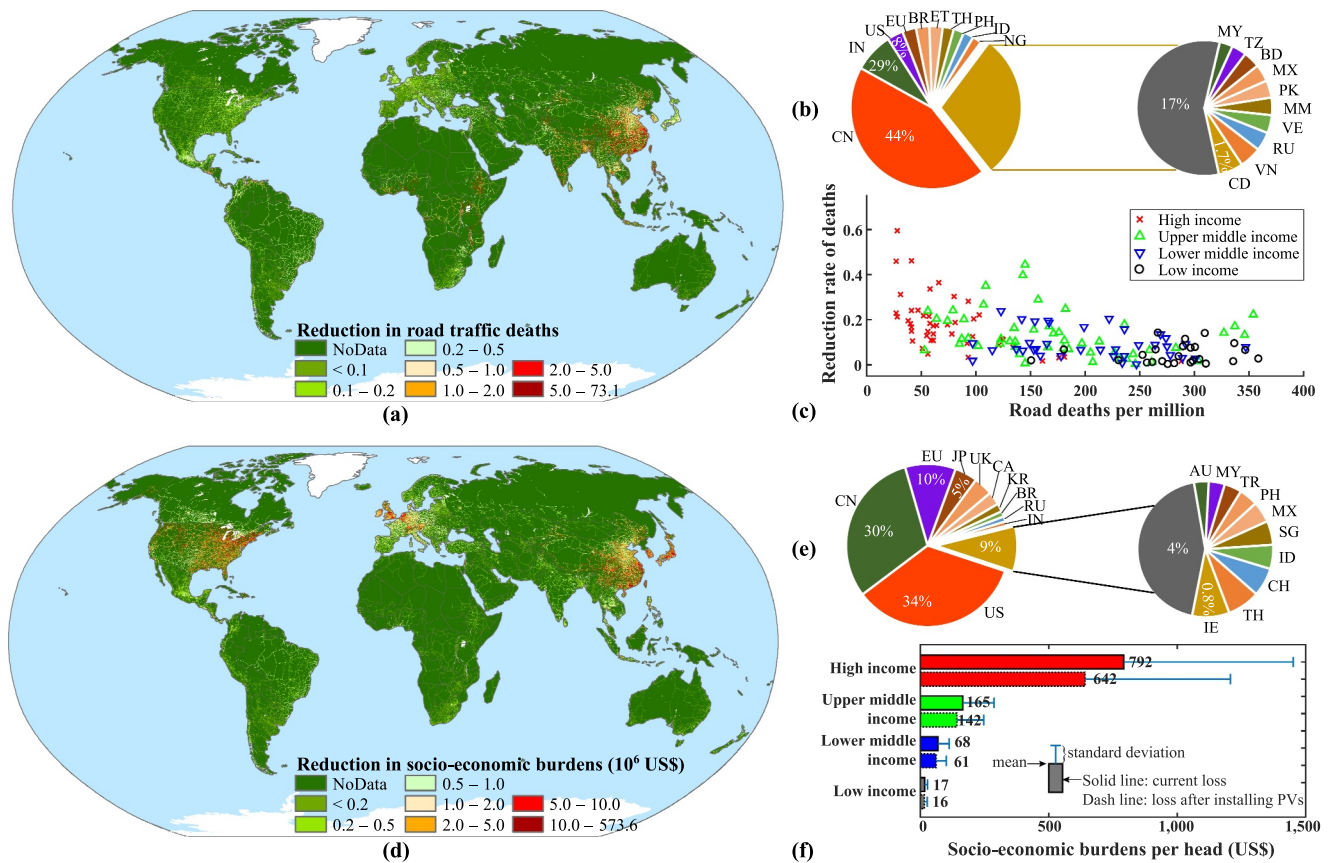 Reduction in road traffic deaths
NoData
< 0.1
0.1 – 0.2
0.2 – 0.5
0.5 – 1.0
1.0 – 2.0
2.0 – 5.0
5.0 – 73.1
(a)
IN
US
EU
BR
ET
TH
PH
ID
NG
8%
29%
CN
44%
(b)
17%
MY
TZ
BD
MX
PK
MM
VE
RU
VN
CD
1.7%
Reduction rate of deaths
0.6
0.4
0.2
0
High income
Upper middle income
Lower middle income
Low income
0 50 100 150 200 250 300 350 400
(c)
Road deaths per million
Reduction in socio-economic burdens (10⁶ US$)
NoData
< 0.2
0.2 – 0.5
0.5 – 1.0
1.0 – 2.0
2.0 – 5.0
5.0 – 10.0
10.0 – 573.6
(d)
CN
EU
JP
UK
CA
KR
BR
RU
IN
10%
5%
30%
9%
34%
US
(e)
4%
AU
MY
TR
PH
MX
SG
ID
CH
TH
IE
0.8%
High income
792
642
Upper middle
income
165
142
Lower middle
income
68
61
Low income
17
16
mean
standard deviation
Solid line: current loss
Dash line: loss after installing PVs
0 500 1,000 1,500
(f)
Socio-economic burdens per head (US$)